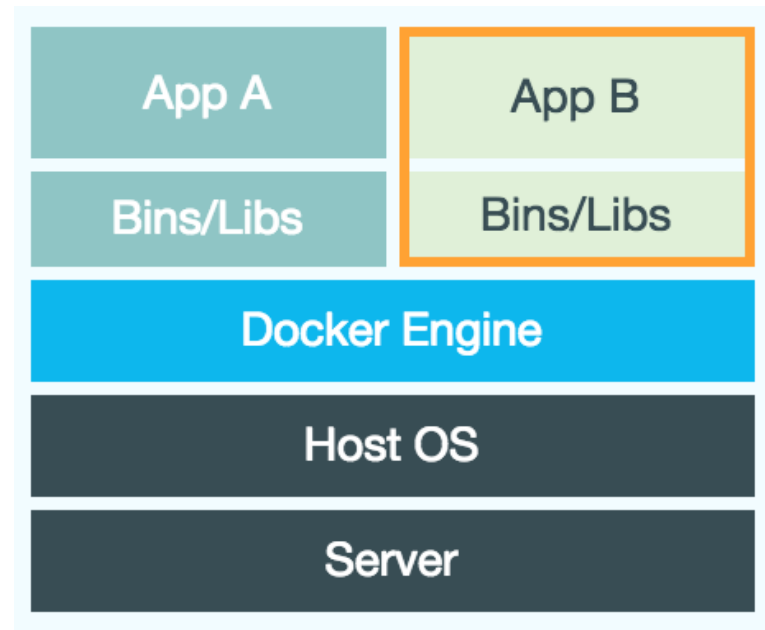 App A
App B
Bins/Libs
Bins/Libs
Docker Engine
Host OS
Server